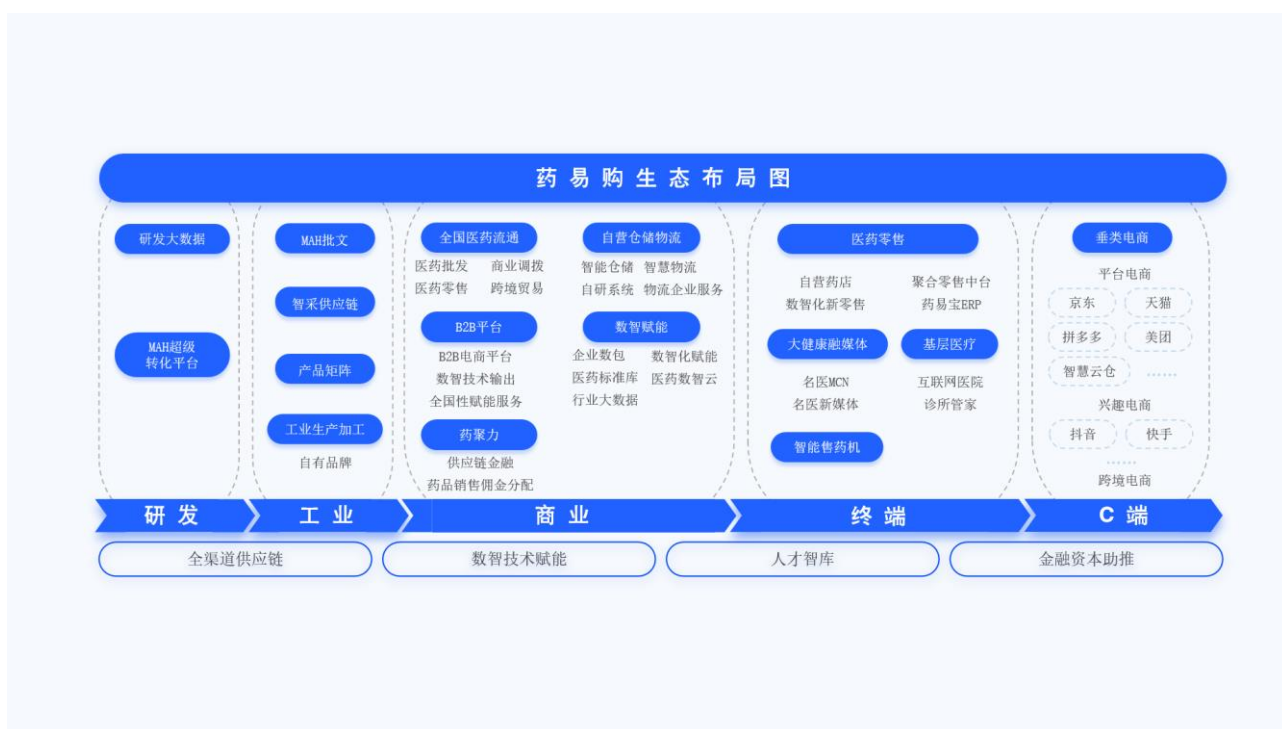 药易购生态布局图
研发大数据
MAH超级
转化平台
MAH批文
智采供应链
产品矩阵
工业生产加工
自有品牌
全国医药流通
医药批发 商业调拨
医药零售 跨境贸易
B2B平台
B2B电商平台
数智技术输出
全国性赋能服务
药聚力
供应链金融
药品销售佣金分配
自营仓储物流
智能仓储 智慧物流
自研系统 物流企业服务
数智赋能
企业数包 数智化赋能
医药标准库 医药数智云
行业大数据
医药零售
自营药店 聚合零售中台
数智化新零售 药易宝ERP
大健康融媒体
名医MCN
名医新媒体
基层医疗
互联网医院
诊所管家
智能售药机
垂类电商
平台电商
京东 天猫
拼多多 美团
智慧云仓 ……
兴趣电商
抖音 快手
……
跨境电商
研发 工业 商业 终端 C端
全渠道供应链 数智技术赋能 人才智库 金融资本助推